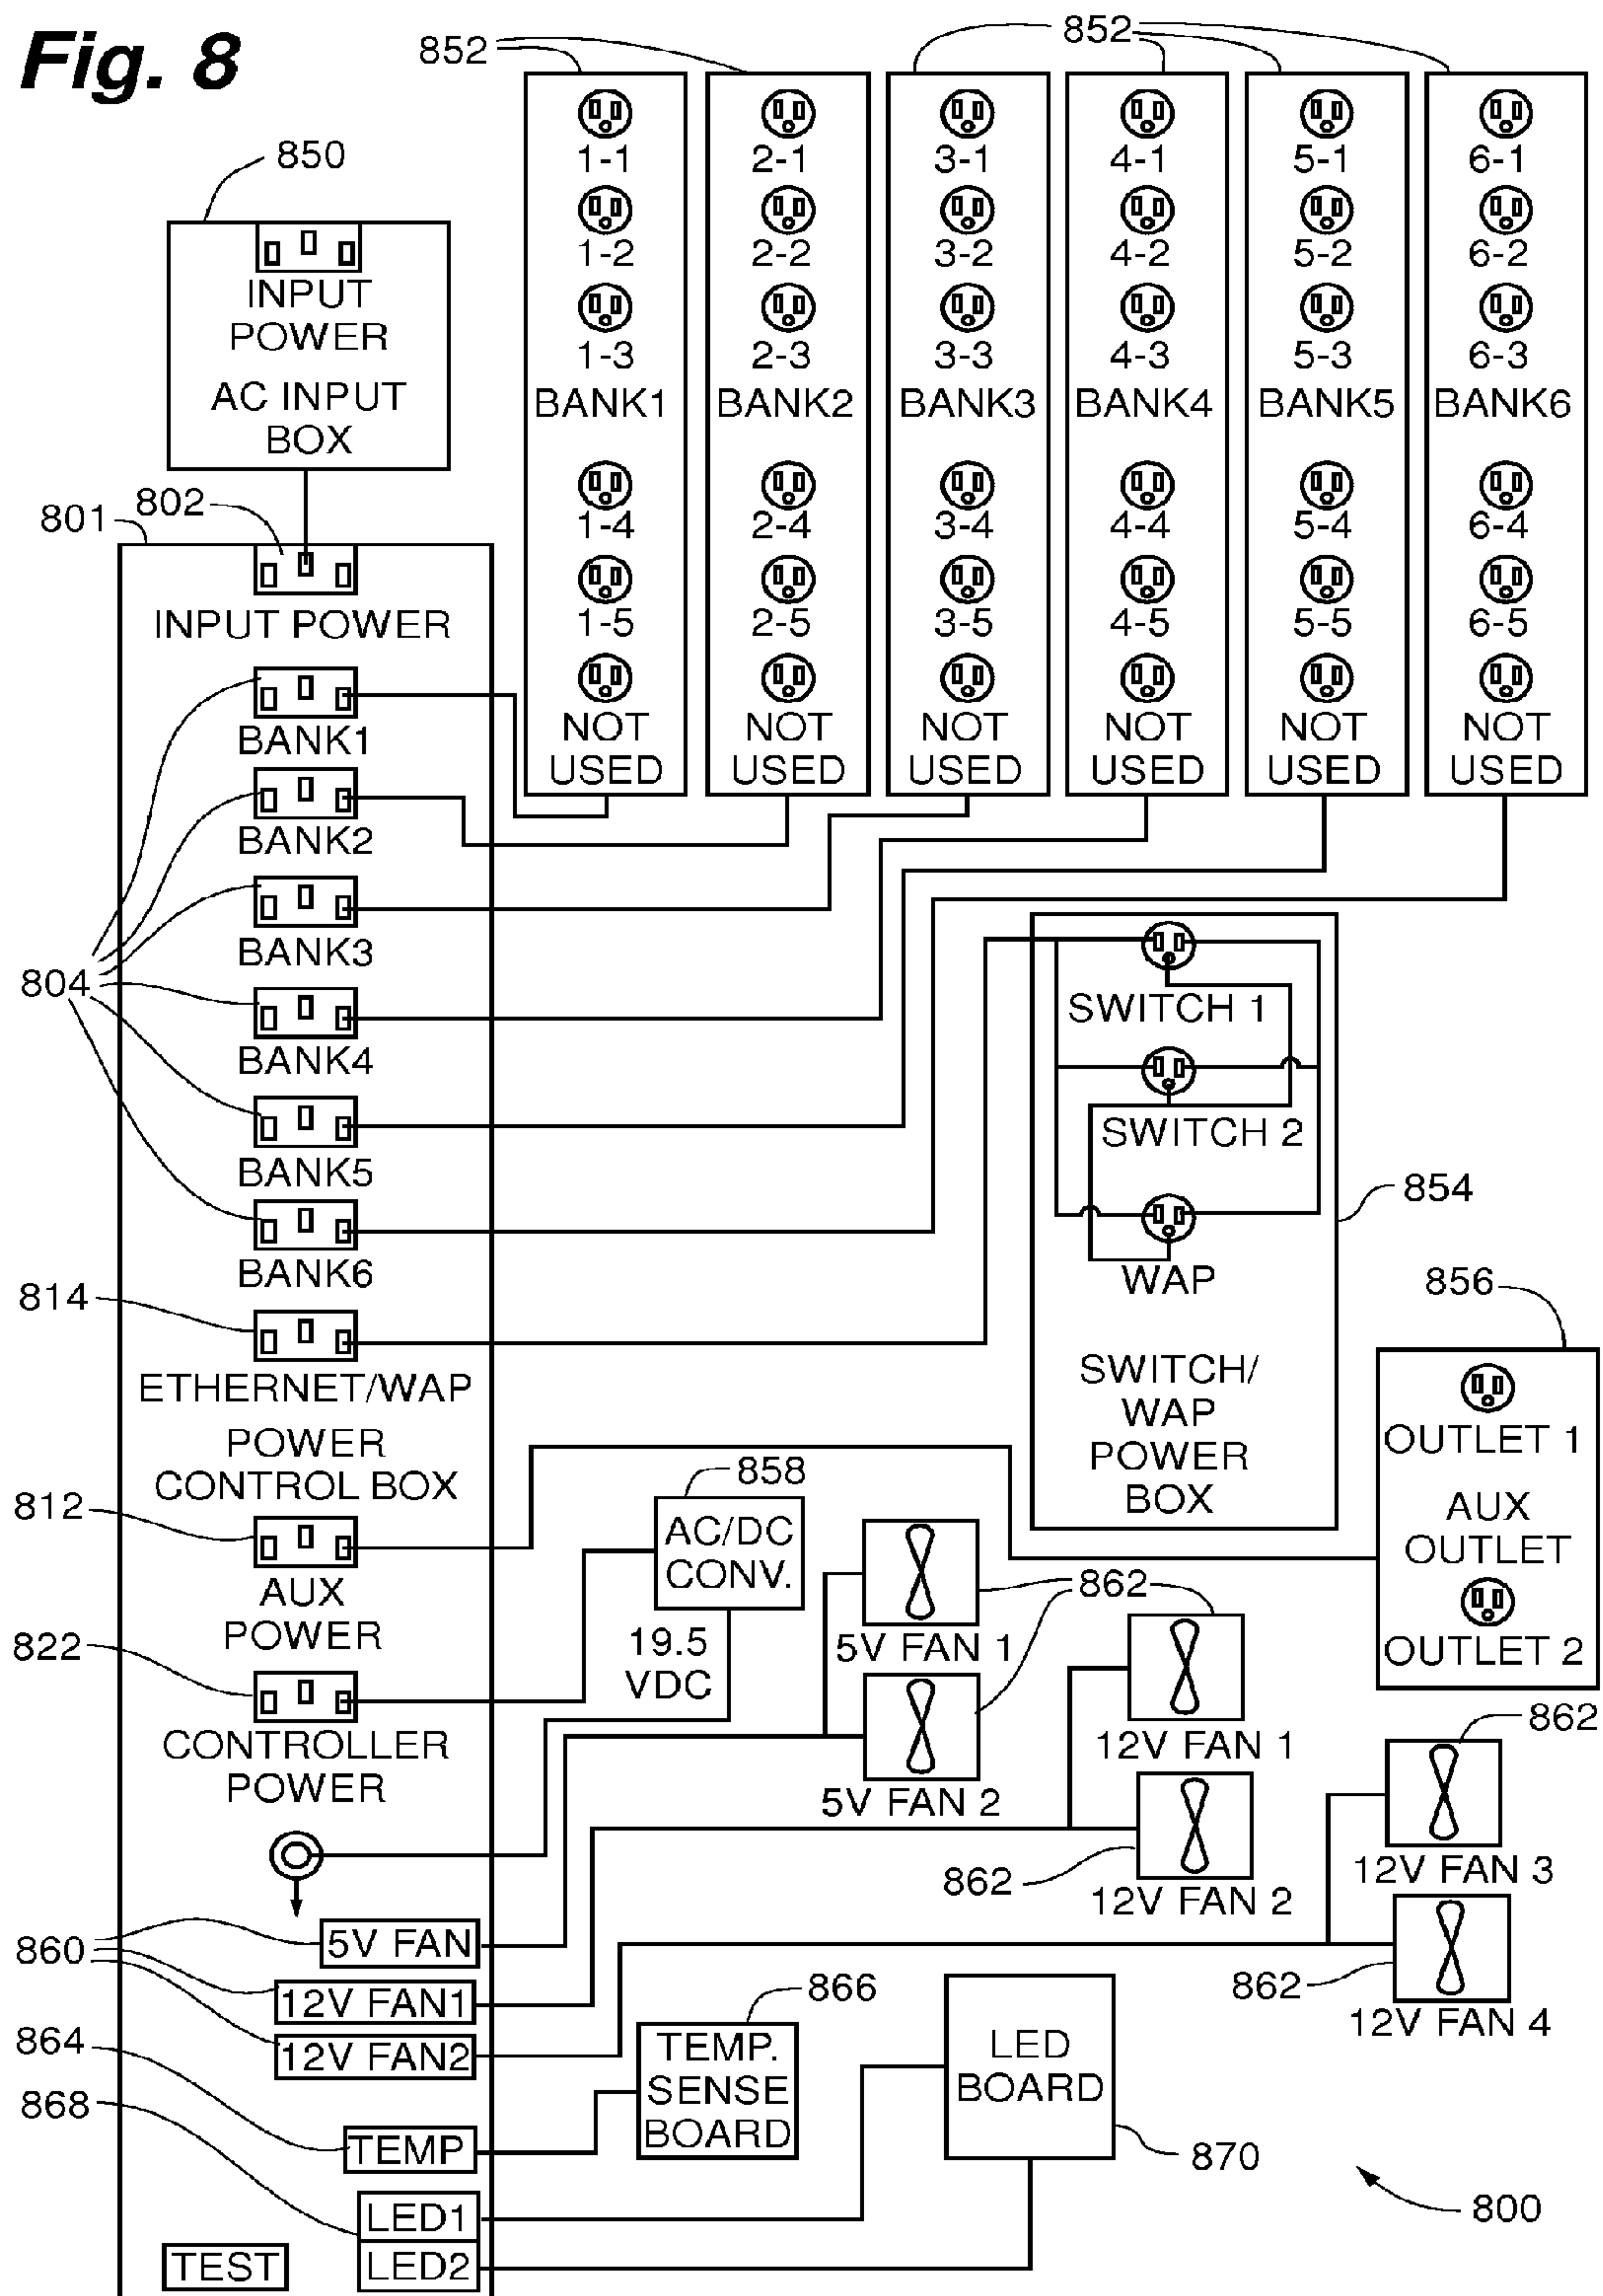 Fig. 8
852
852
850
INPUT
POWER
AC INPUT
BOX
1-1
1-2
1-3
BANK1
1-4
1-5
NOT
USED
2-1
2-2
2-3
BANK2
2-4
2-5
NOT
USED
3-1
3-2
3-3
BANK3
3-4
3-5
NOT
USED
4-1
4-2
4-3
BANK4
4-4
4-5
NOT
USED
5-1
5-2
5-3
BANK5
5-4
5-5
NOT
USED
6-1
6-2
6-3
BANK6
6-4
6-5
NOT
USED
801
802
INPUT POWER
BANK1
BANK2
BANK3
804
BANK4
BANK5
BANK6
814
ETHERNET/WAP
POWER
CONTROL BOX
812
AUX
POWER
822
CONTROLLER
POWER
SWITCH 1
SWITCH 2
WAP
SWITCH/
WAP
POWER
BOX
854
856
OUTLET 1
AUX
OUTLET
OUTLET 2
858
AC/DC
CONV.
19.5
VDC
862
5V FAN 1
5V FAN 2
12V FAN 1
862
12V FAN 2
862
12V FAN 3
862
12V FAN 4
860
5V FAN
12V FAN1
12V FAN2
864
868
TEMP
866
TEMP.
SENSE
BOARD
LED
BOARD
870
LED1
LED2
TEST
800